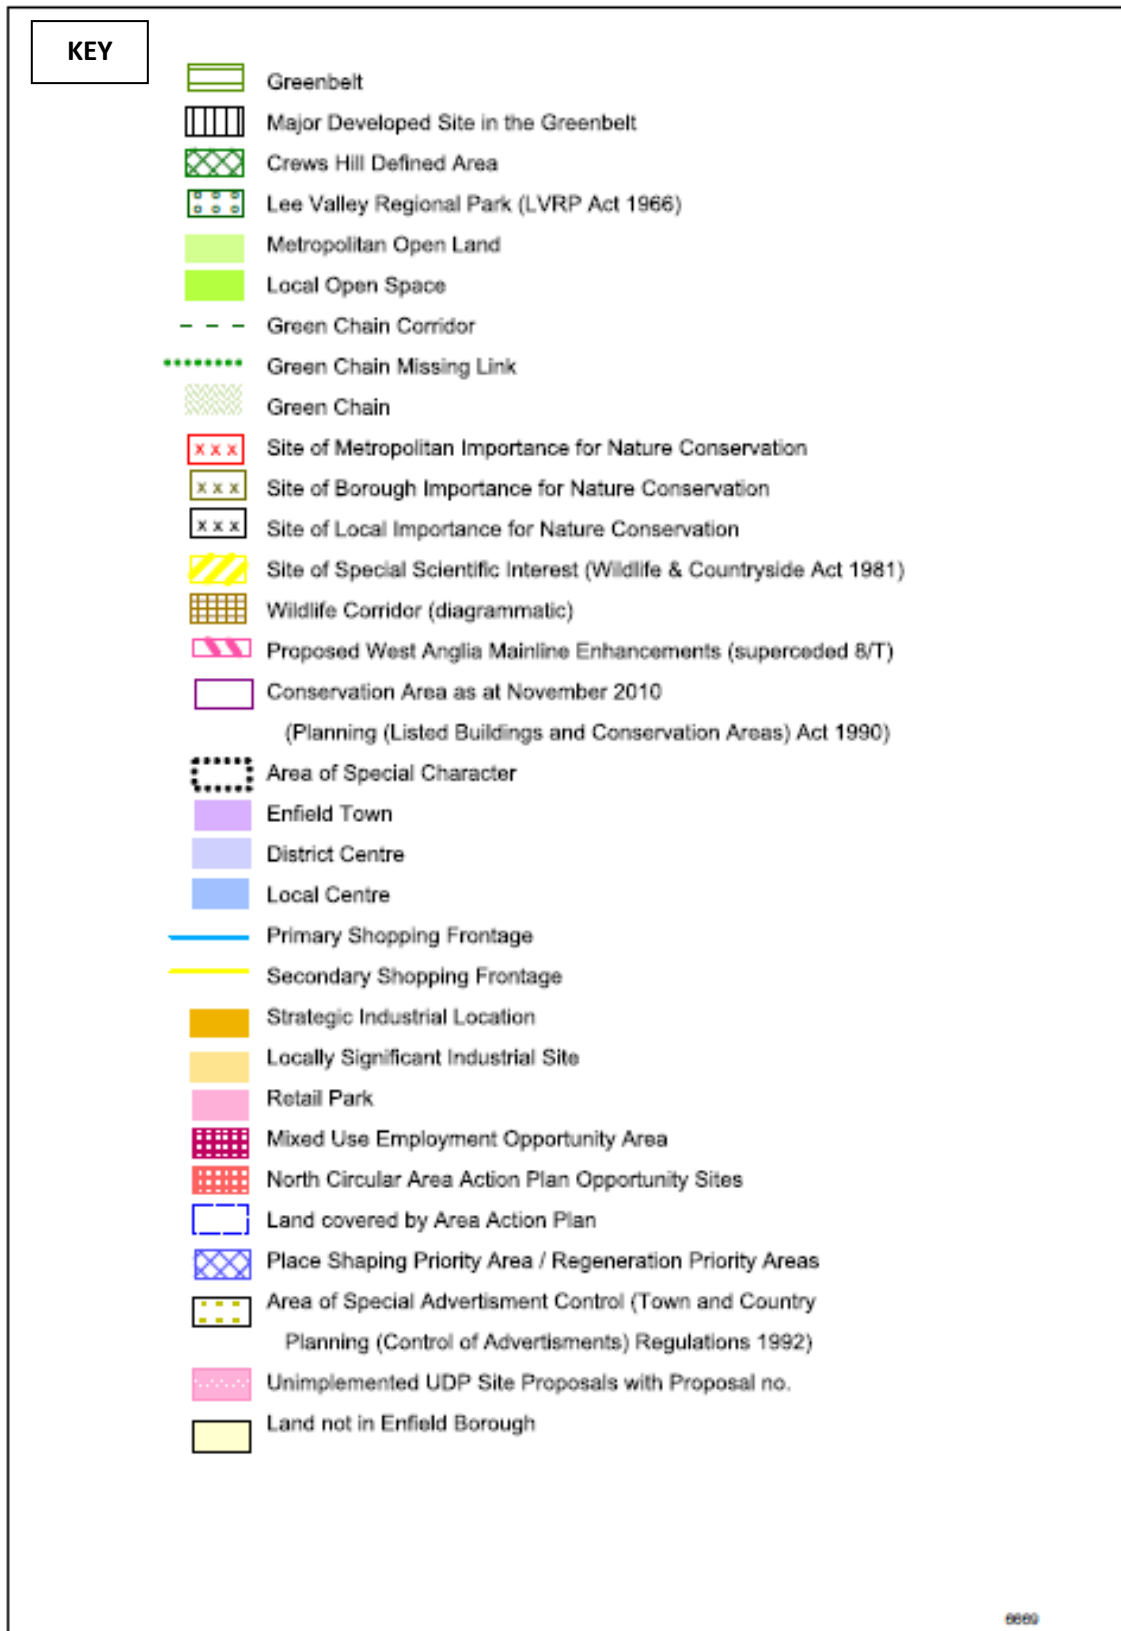 KEY
Greenbelt
Major Developed Site in the Greenbelt
Crews Hill Defined Area
Lee Valley Regional Park (LVRP Act 1966)
Metropolitan Open Land
Local Open Space
Green Chain Corridor
Green Chain Missing Link
Green Chain
x x x Site of Metropolitan Importance for Nature Conservation
x x x Site of Borough Importance for Nature Conservation
x x x Site of Local Importance for Nature Conservation
Site of Special Scientific Interest (Wildlife & Countryside Act 1981)
Wildlife Corridor (diagrammatic)
Proposed West Anglia Mainline Enhancements (superceded 8/T)
Conservation Area as at November 2010
(Planning (Listed Buildings and Conservation Areas) Act 1990)
Area of Special Character
Enfield Town
District Centre
Local Centre
Primary Shopping Frontage
Secondary Shopping Frontage
Strategic Industrial Location
Locally Significant Industrial Site
Retail Park
Mixed Use Employment Opportunity Area
North Circular Area Action Plan Opportunity Sites
Land covered by Area Action Plan
Place Shaping Priority Area / Regeneration Priority Areas
Area of Special Advertisment Control (Town and Country
Planning (Control of Advertisments) Regulations 1992)
Unimplemented UDP Site Proposals with Proposal no.
Land not in Enfield Borough